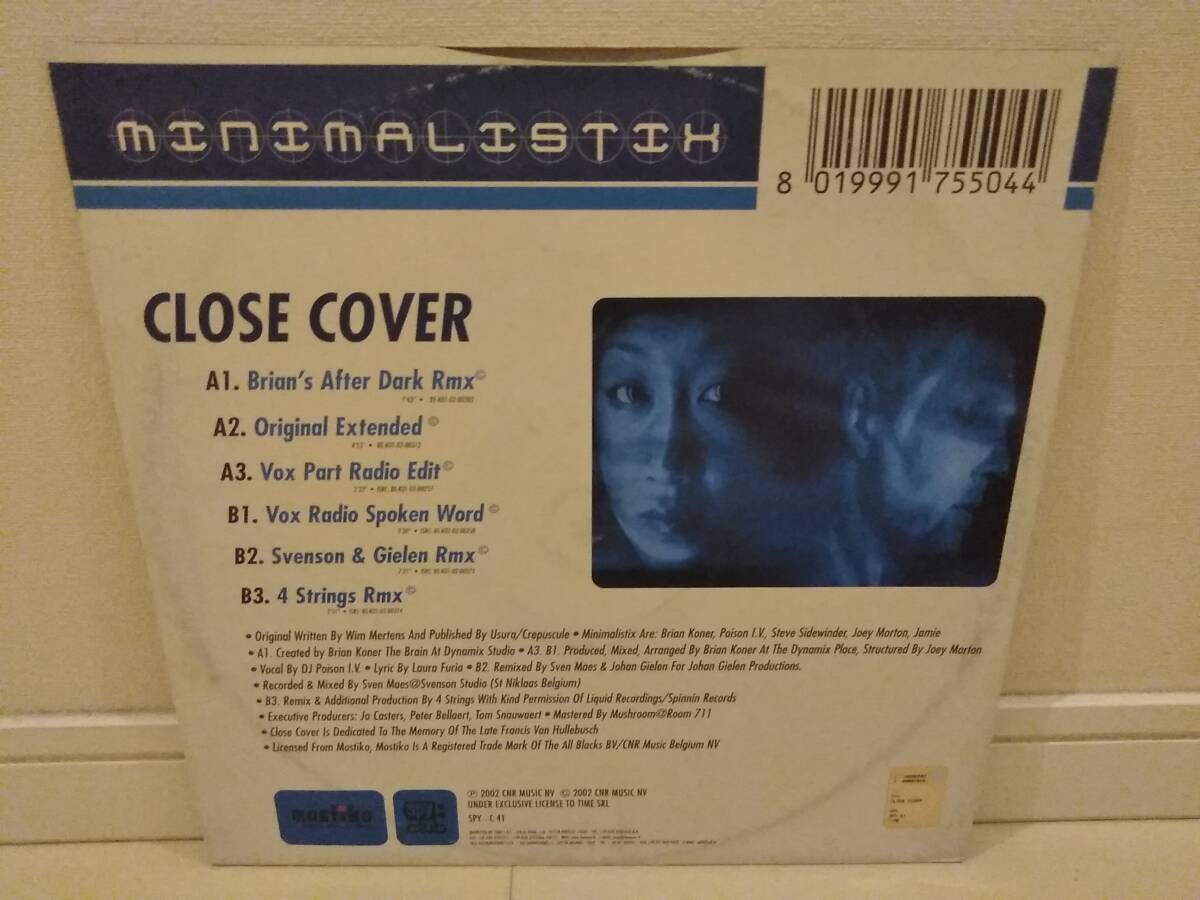 MINIMALISTIX
8 019991 755044
CLOSE COVER
A1. Brian's After Dark Rmx©
A2. Original Extended ©
A3. Vox Part Radio Edit©
B1. Vox Radio Spoken Word ©
B2. Svenson & Gielen Rmx©
B3. 4 Strings Rmx©
• Original Written By Wim Mertens And Published By Usura/Crepuscule • Minimalistix Are: Brian Koner, Poison I.V., Steve Sidewinder, Joey Morton, Jamie
• A1. Created by Brian Koner The Brain At Dynamix Studio • A3. B1. Produced, Mixed, Arranged By Brian Koner At The Dynamix Place, Structured By Joey Morton
• Vocal By DJ Poison I.V. • Lyric By Laura Furia • B2. Remixed By Sven Maes & Johan Gielen For Johan Gielen Productions.
• Recorded & Mixed By Sven Maes@Svenson Studio (St Niklaas Belgium)
• B3. Remix & Additional Production By 4 Strings With Kind Permission Of Liquid Recordings/Spinnin Records
• Executive Producers: Jo Casters, Peter Bellaert, Tom Snauwaert • Mastered By Mushroom@Room 711
• Close Cover Is Dedicated To The Memory Of The Late Francis Van Hullebusch
• Licensed From Mostiko, Mostiko Is A Registered Trade Mark Of The All Blacks BV/CNR Music Belgium NV
mostiko
spy: club
℗ 2002 CNR MUSIC NV © 2002 CNR MUSIC NV
UNDER EXCLUSIVE LICENSE TO TIME SRL
SPY - C 41
CLOSE COVER